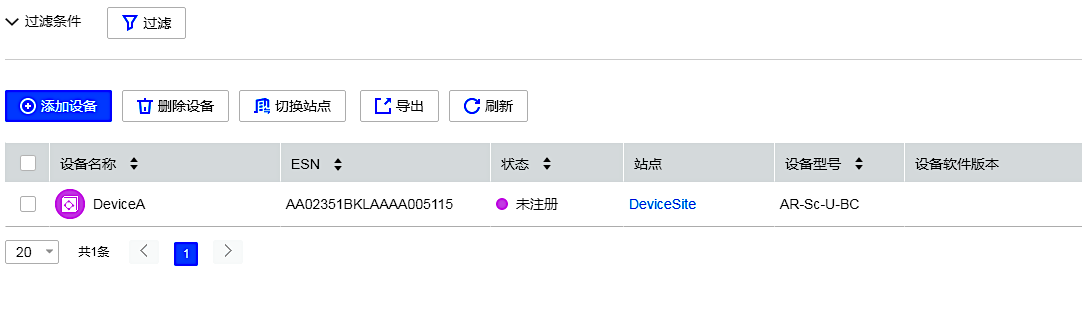 过滤条件 过滤
添加设备 删除设备 切换站点 导出 刷新
设备名称 ESN 状态 站点 设备型号 设备软件版本
DeviceA AA02351BKLAAAA005115 未注册 DeviceSite AR-Sc-U-BC
20 共1条 1